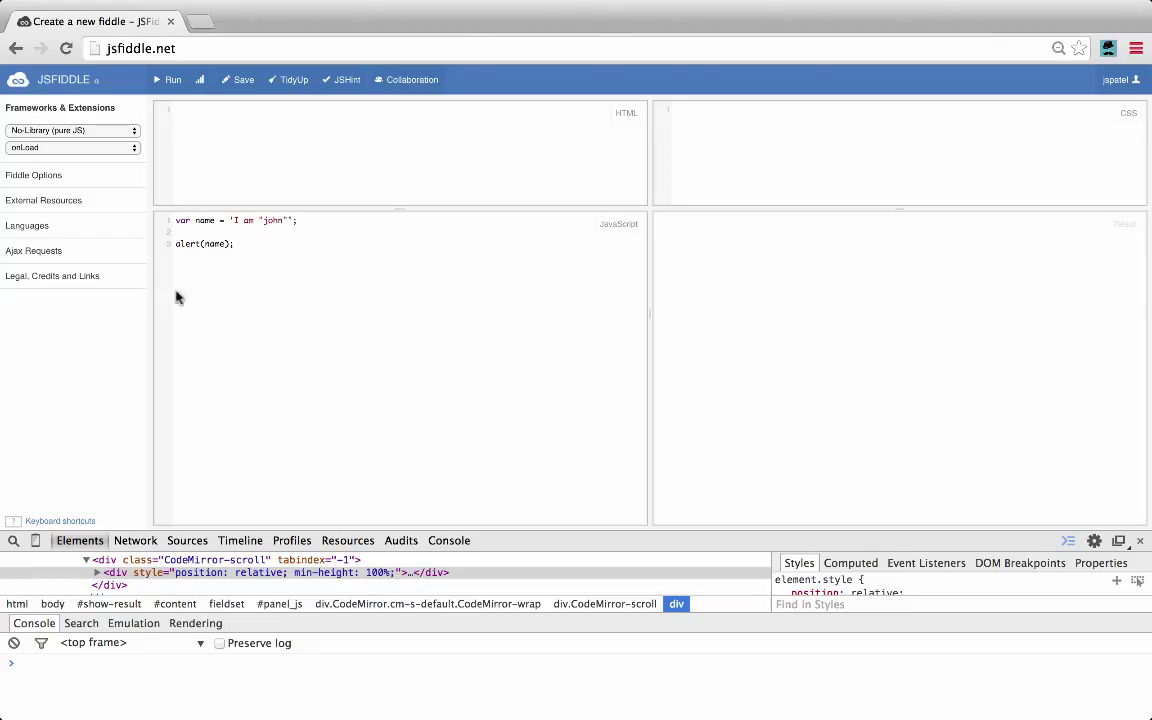 Create a new fiddle – JSFid
jsfiddle.net
JSFIDDLE α
Run
Save
TidyUp
JSHint
Collaboration
jspatel
Frameworks & Extensions
No-Library (pure JS)
onLoad
Fiddle Options
External Resources
Languages
Ajax Requests
Legal, Credits and Links
? Keyboard shortcuts
1
HTML
1
CSS
1 var name = 'I am "john"';
2
3 alert(name);
JavaScript
Result
Elements Network Sources Timeline Profiles Resources Audits Console
<div class="CodeMirror-scroll" tabindex="-1">
<div style="position: relative; min-height: 100%;">…</div>
</div>
Styles Computed Event Listeners DOM Breakpoints Properties
element.style {
position: relative;
Find in Styles
html body #show-result #content fieldset #panel_js div.CodeMirror.cm-s-default.CodeMirror-wrap div.CodeMirror-scroll div
Console Search Emulation Rendering
<top frame> ▼ Preserve log
>